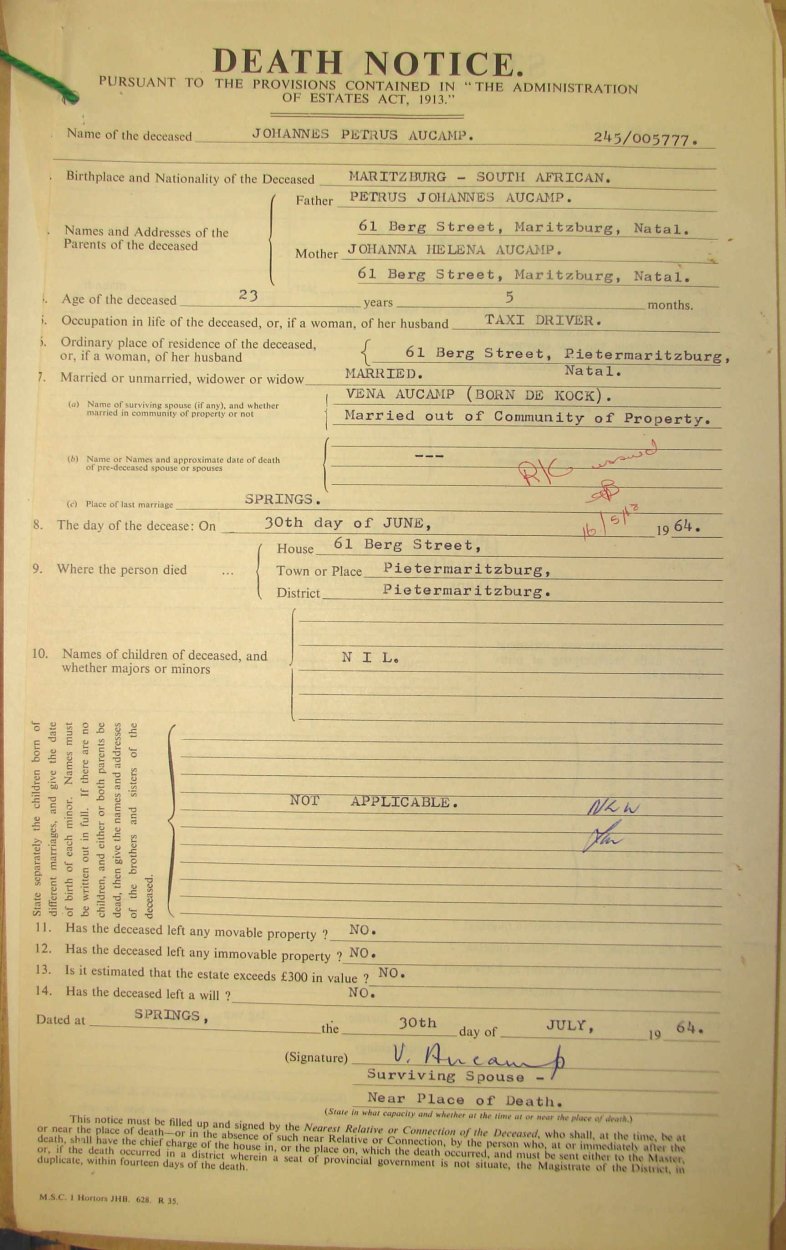 DEATH NOTICE.
PURSUANT TO THE PROVISIONS CONTAINED IN "THE ADMINISTRATION
OF ESTATES ACT, 1913."
Name of the deceased JOHANNES PETRUS AUCAMP. 245/005777.
Birthplace and Nationality of the Deceased MARITZBURG - SOUTH AFRICAN.
Names and Addresses of the
Parents of the deceased
Father PETRUS JOHANNES AUCAMP.
61 Berg Street, Maritzburg, Natal.
Mother JOHANNA HELENA AUCAMP.
61 Berg Street, Maritzburg, Natal.
Age of the deceased 23 years 5 months.
Occupation in life of the deceased, or, if a woman, of her husband TAXI DRIVER.
Ordinary place of residence of the deceased,
or, if a woman, of her husband
61 Berg Street, Pietermaritzburg,
Natal.
7. Married or unmarried, widower or widow MARRIED.
(a) Name of surviving spouse (if any), and whether
married in community of property or not
VENA AUCAMP (BORN DE KOCK).
Married out of Community of Property.
(b) Name or Names and approximate date of death
of pre-deceased spouse or spouses
---
R/C issued
(c) Place of last marriage SPRINGS.
8. The day of the decease: On 30th day of JUNE, 1964.
16/5/
9. Where the person died ...
House 61 Berg Street,
Town or Place Pietermaritzburg,
District Pietermaritzburg.
10. Names of children of deceased, and
whether majors or minors
N I L.
State separately the children born of
different marriages, and give the date
of birth of each minor. Names must
be written out in full. If there are no
children, and either or both parents be
dead, then give the names and addresses
of the brothers and sisters of the
deceased.
NOT APPLICABLE.
11. Has the deceased left any movable property ? NO.
12. Has the deceased left any immovable property ? NO.
13. Is it estimated that the estate exceeds £300 in value ? NO.
14. Has the deceased left a will ? NO.
Dated at SPRINGS, the 30th day of JULY, 1964.
(Signature) V. Aucamp
Surviving Spouse -
Near Place of Death.
(State in what capacity and whether at the time at or near the place of death.)
This notice must be filled up and signed by the Nearest Relative or Connection of the Deceased, who shall, at the time, be at
or near the place of death—or in the absence of such near Relative or Connection, by the person who, at or immediately after the
death, shall have the chief charge of the house in, or the place on, which the death occurred, and must be sent either to the Master,
or, if the death occurred in a district wherein a seat of provincial government is not situate, the Magistrate of the District, in
duplicate, within fourteen days of the death.
M.S.C. 1 Hortors JHB. 628. R 35.